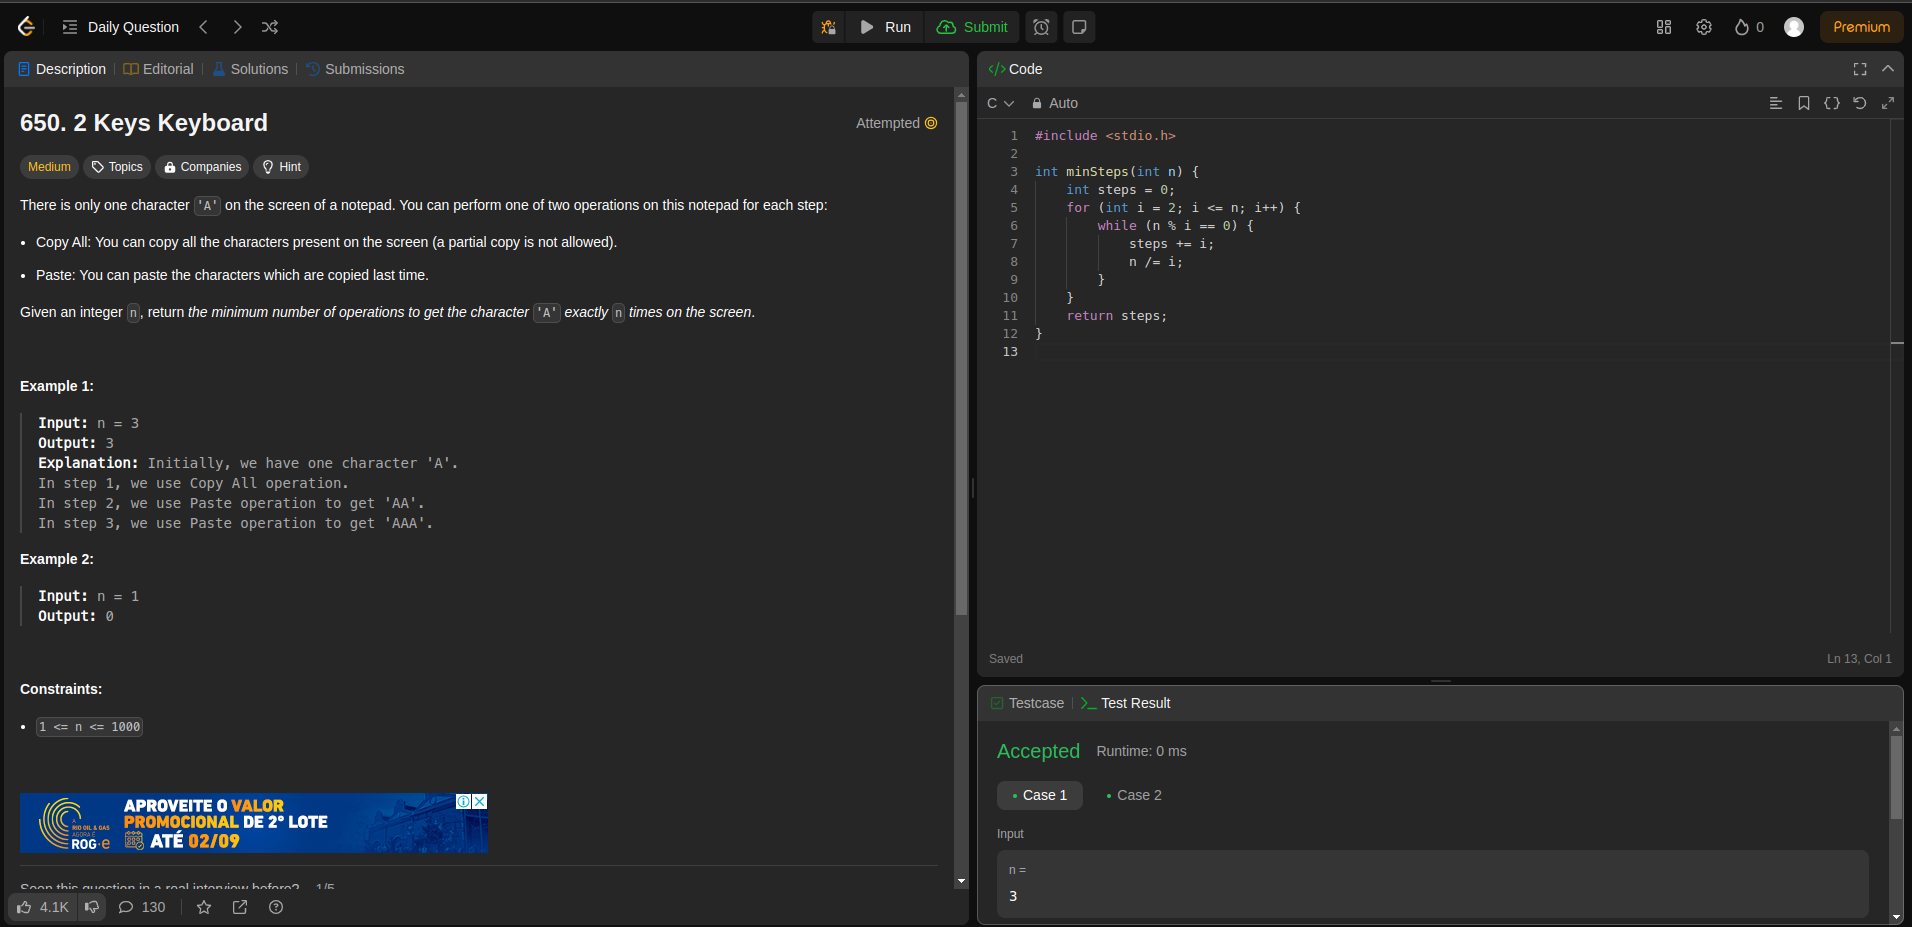 Daily Question
Run
Submit
0
Premium
Description
Editorial
Solutions
Submissions
650. 2 Keys Keyboard
Attempted
Medium
Topics
Companies
Hint
There is only one character 'A' on the screen of a notepad. You can perform one of two operations on this notepad for each step:
• Copy All: You can copy all the characters present on the screen (a partial copy is not allowed).
• Paste: You can paste the characters which are copied last time.
Given an integer n, return the minimum number of operations to get the character 'A' exactly n times on the screen.
Example 1:
Input: n = 3
Output: 3
Explanation: Initially, we have one character 'A'.
In step 1, we use Copy All operation.
In step 2, we use Paste operation to get 'AA'.
In step 3, we use Paste operation to get 'AAA'.
Example 2:
Input: n = 1
Output: 0
Constraints:
• 1 <= n <= 1000
A
RIO OIL & GAS
AGORA É
ROG·e
APROVEITE O VALOR
PROMOCIONAL DE 2º LOTE
ATÉ 02/09
Seen this question in a real interview before? 1/5
4.1K
130
</> Code
C
Auto
1 #include <stdio.h>
2
3 int minSteps(int n) {
4     int steps = 0;
5     for (int i = 2; i <= n; i++) {
6         while (n % i == 0) {
7             steps += i;
8             n /= i;
9         }
10     }
11     return steps;
12 }
13
Saved
Ln 13, Col 1
Testcase
Test Result
Accepted
Runtime: 0 ms
• Case 1
• Case 2
Input
n =
3